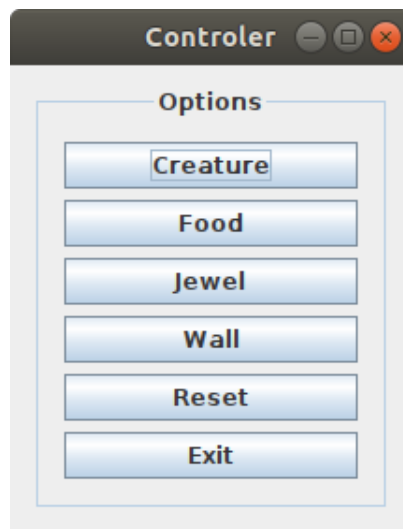 Controler
Options
Creature
Food
Jewel
Wall
Reset
Exit